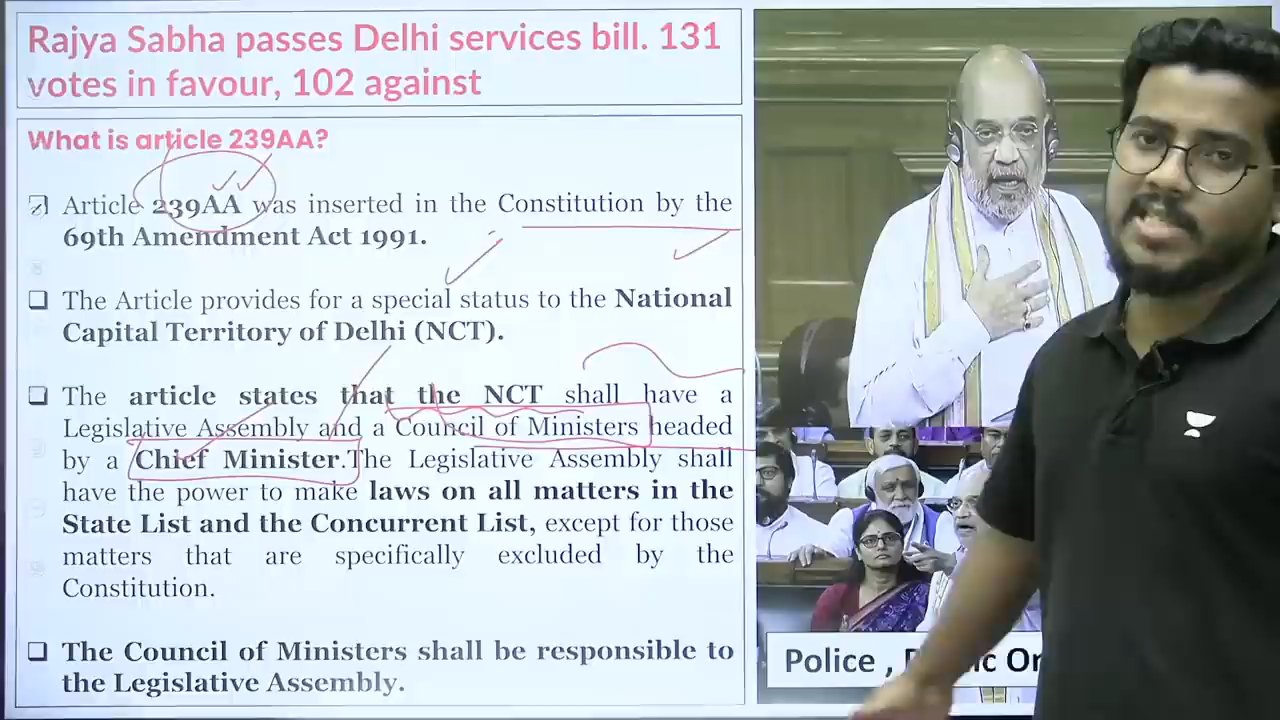 Rajya Sabha passes Delhi services bill. 131
votes in favour, 102 against
What is article 239AA?
Article 239AA was inserted in the Constitution by the
69th Amendment Act 1991.
The Article provides for a special status to the National
Capital Territory of Delhi (NCT).
The article states that the NCT shall have a
Legislative Assembly and a Council of Ministers headed
by a Chief Minister.The Legislative Assembly shall
have the power to make laws on all matters in the
State List and the Concurrent List, except for those
matters that are specifically excluded by the
Constitution.
The Council of Ministers shall be responsible to
the Legislative Assembly.
Police ,